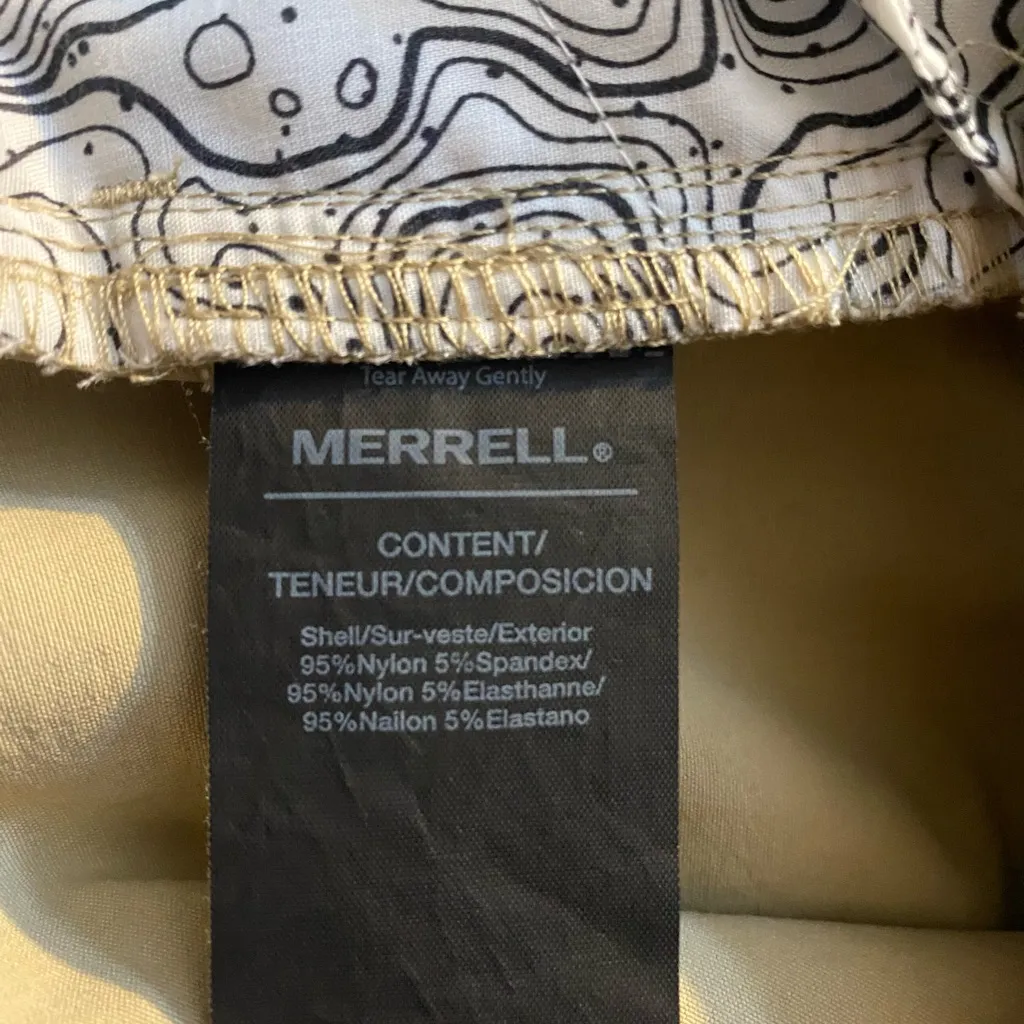 Tear Away Gently
MERRELL®
CONTENT/
TENEUR/COMPOSICION
Shell/Sur-veste/Exterior
95%Nylon 5%Spandex/
95%Nylon 5%Elasthanne/
95%Nailon 5%Elastano